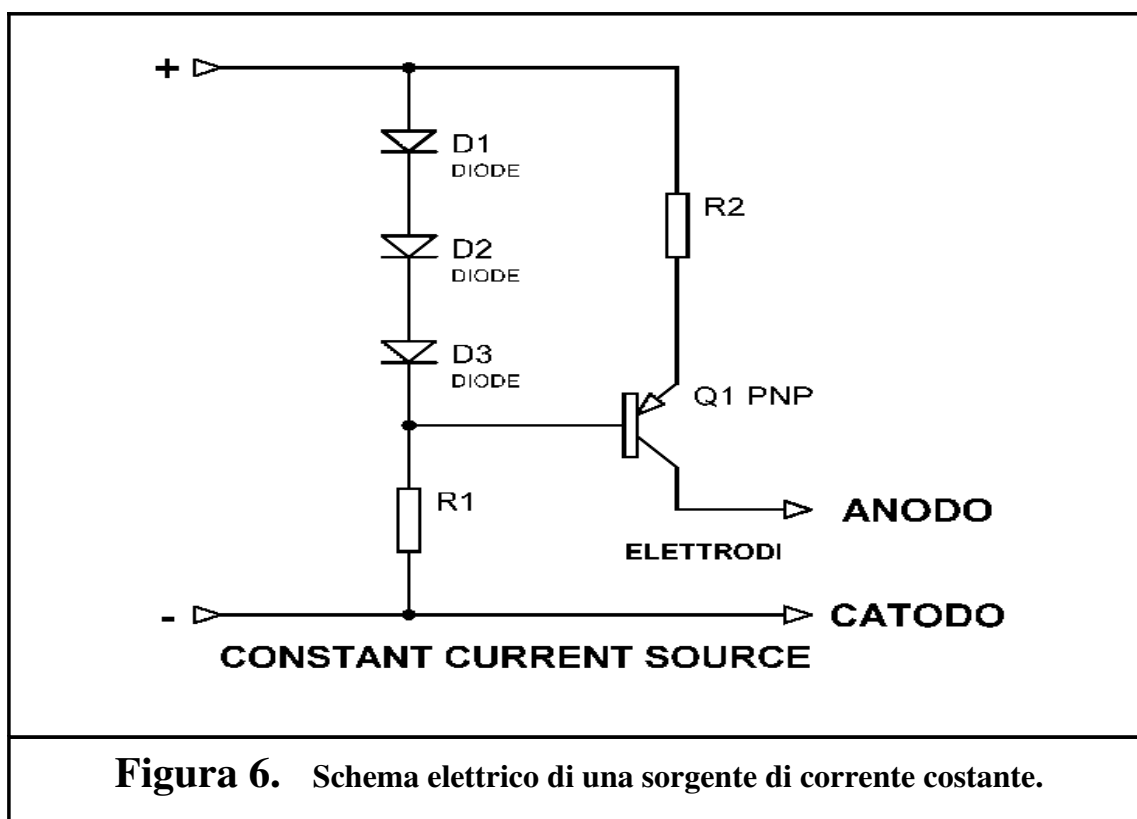 +
D1
DIODE
R2
D2
DIODE
D3
DIODE
Q1 PNP
R1
ANODO
ELETTRODI
- CATODO
CONSTANT CURRENT SOURCE
Figura 6. Schema elettrico di una sorgente di corrente costante.